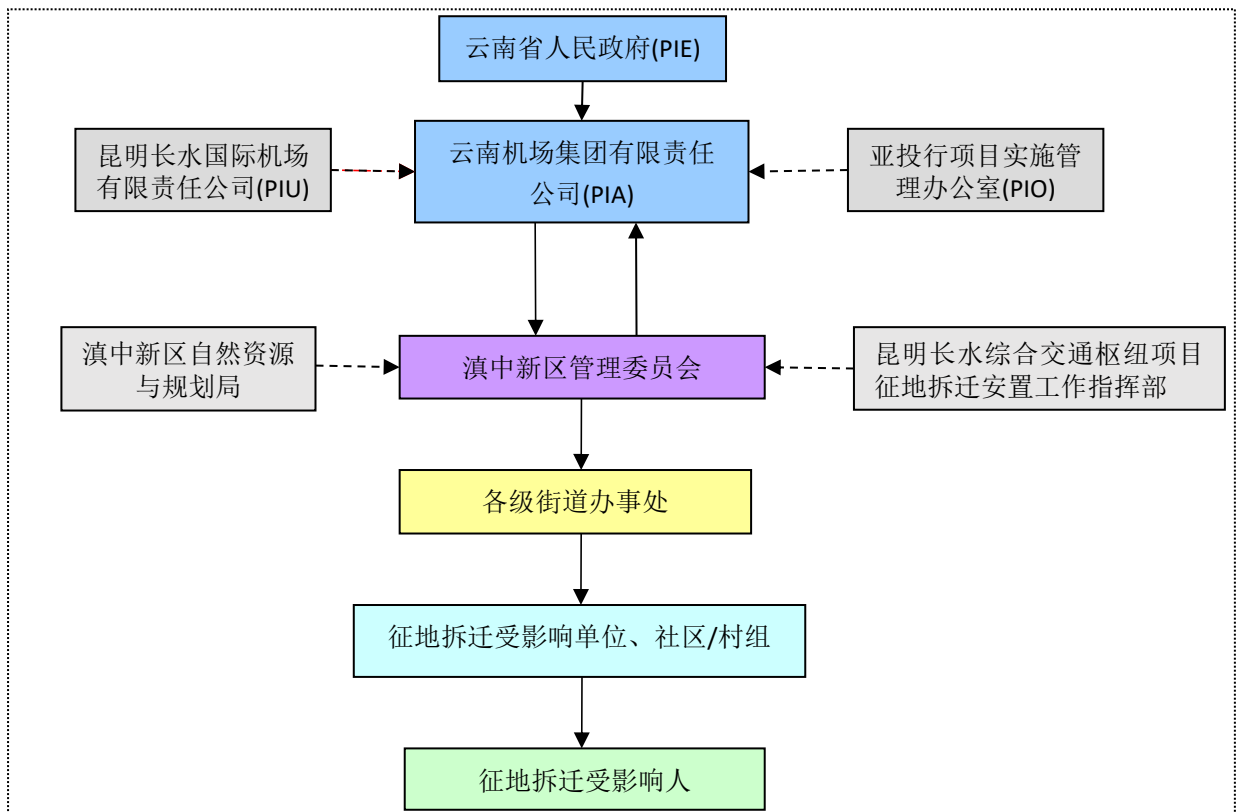 云南省人民政府(PIE)
昆明长水国际机场
有限责任公司(PIU)
云南机场集团有限责任
公司(PIA)
亚投行项目实施管
理办公室(PIO)
滇中新区自然资源
与规划局
滇中新区管理委员会
昆明长水综合交通枢纽项目
征地拆迁安置工作指挥部
各级街道办事处
征地拆迁受影响单位、社区/村组
征地拆迁受影响人